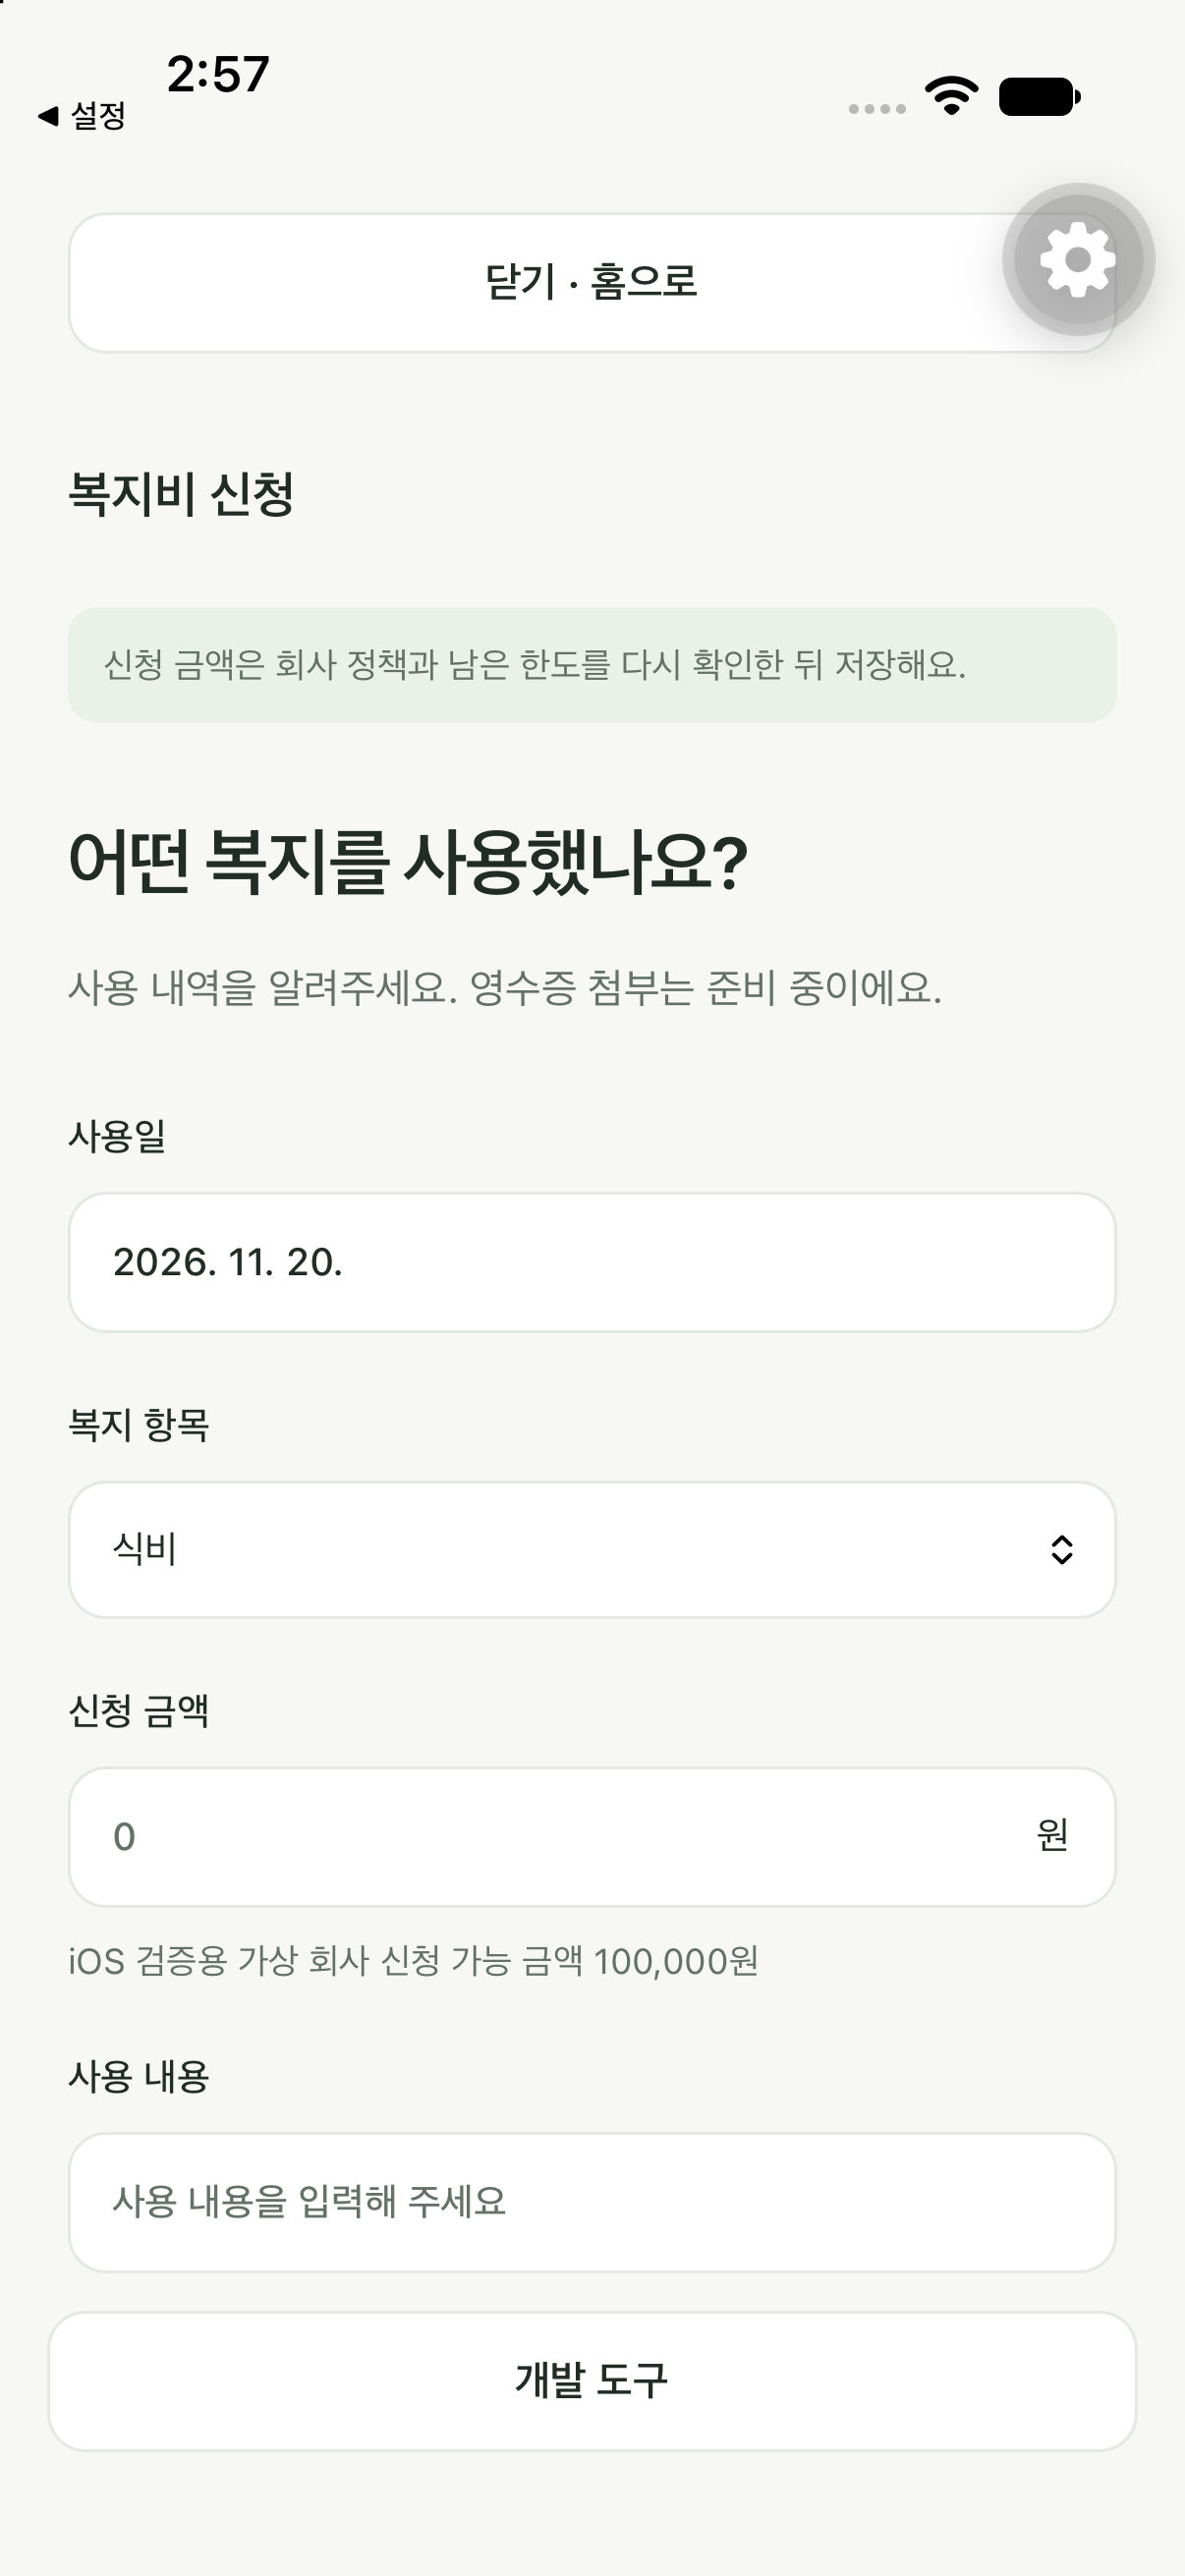 2:57
◀ 설정
닫기 · 홈으로
복지비 신청
신청 금액은 회사 정책과 남은 한도를 다시 확인한 뒤 저장해요.
어떤 복지를 사용했나요?
사용 내역을 알려주세요. 영수증 첨부는 준비 중이에요.
사용일
2026. 11. 20.
복지 항목
식비
신청 금액
0 원
iOS 검증용 가상 회사 신청 가능 금액 100,000원
사용 내용
사용 내용을 입력해 주세요
개발 도구